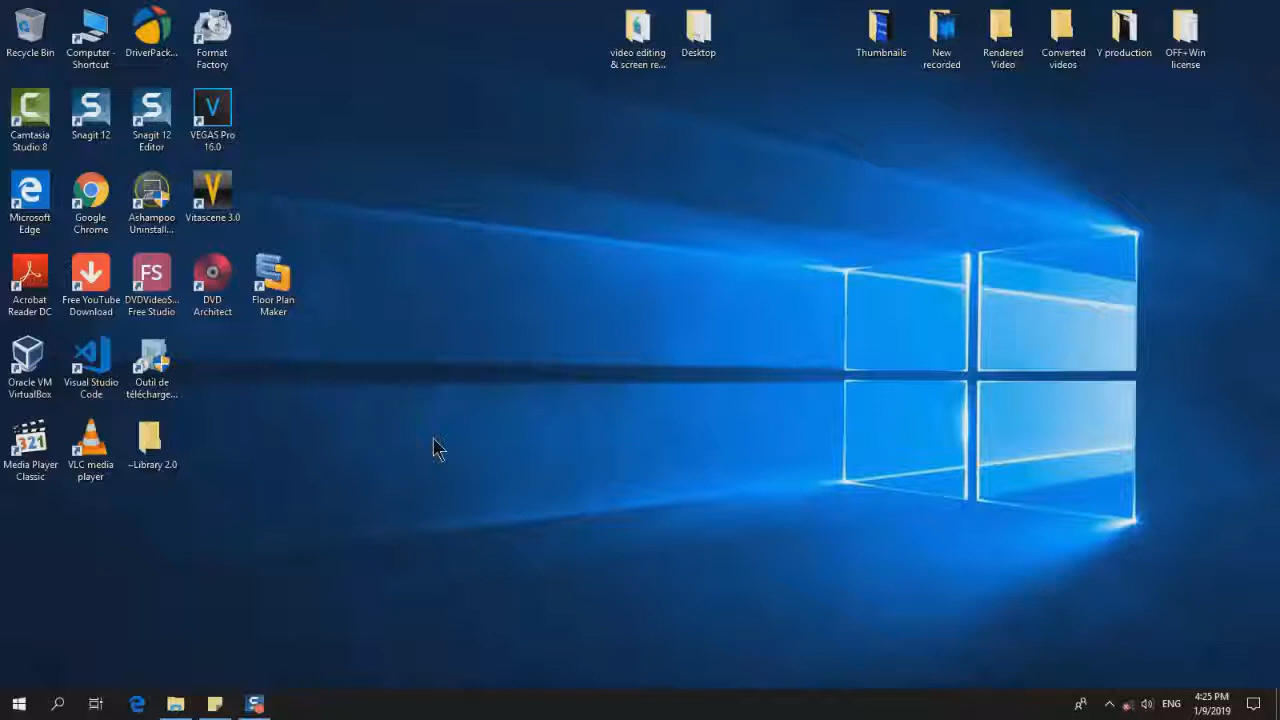 Recycle Bin
Computer -
Shortcut
DriverPack...
Format
Factory
video editing
& screen re...
Desktop
Thumbnails
New
recorded
Rendered
Video
Converted
videos
Y production
OFF+Win
license
Camtasia
Studio 8
Snagit 12
Snagit 12
Editor
VEGAS Pro
16.0
Microsoft
Edge
Google
Chrome
Ashampoo
Uninstall...
Vitascene 3.0
Acrobat
Reader DC
Free YouTube
Download
FS
DVDVideoS...
Free Studio
DVD
Architect
Floor Plan
Maker
Oracle VM
VirtualBox
Visual Studio
Code
Outil de
télécharge...
321
Media Player
Classic
VLC media
player
--Library 2.0
ENG
4:25 PM
1/9/2019